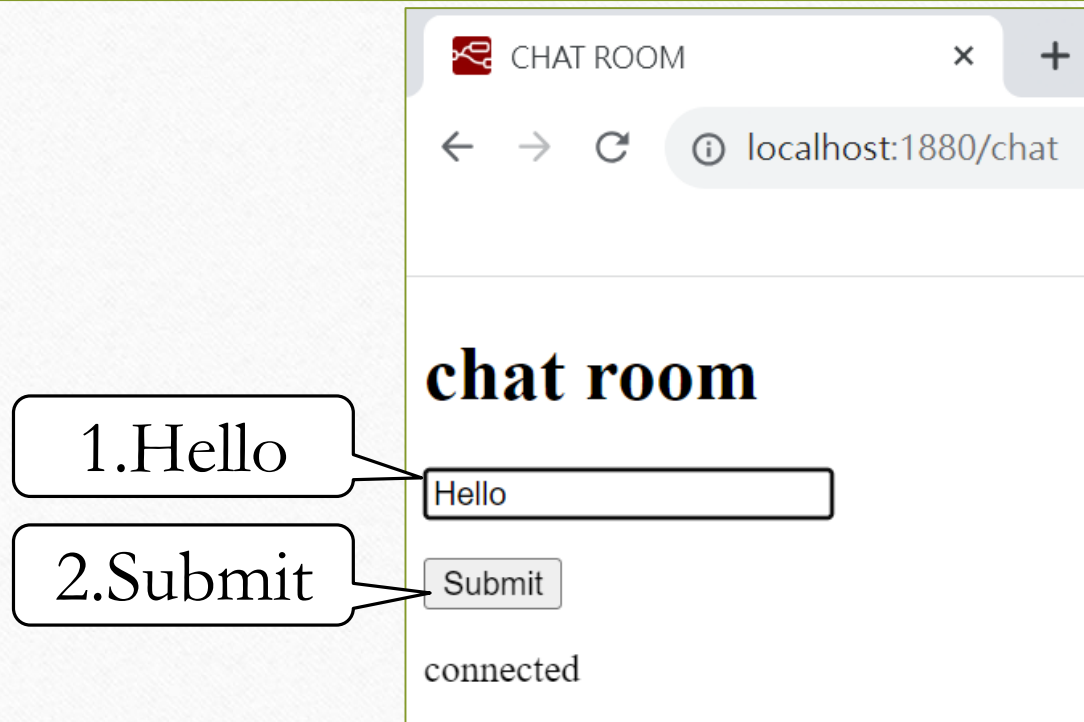 CHAT ROOM
localhost:1880/chat
chat room
1.Hello
Hello
2.Submit
Submit
connected